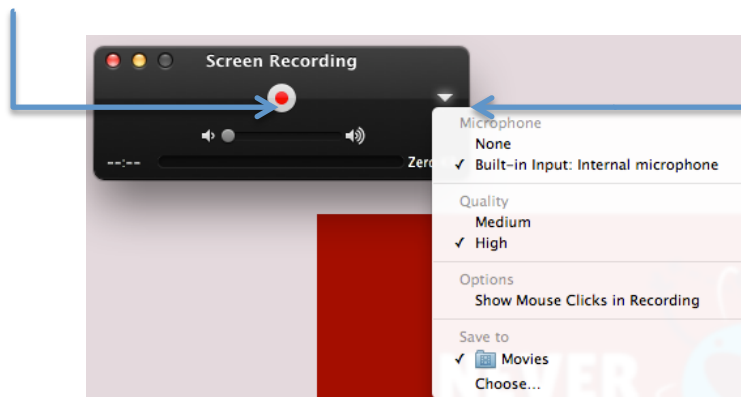 Screen Recording
--:--
Zero
Microphone
None
✓ Built-in Input: Internal microphone
Quality
Medium
✓ High
Options
Show Mouse Clicks in Recording
Save to
✓ Movies
Choose...
NEVER